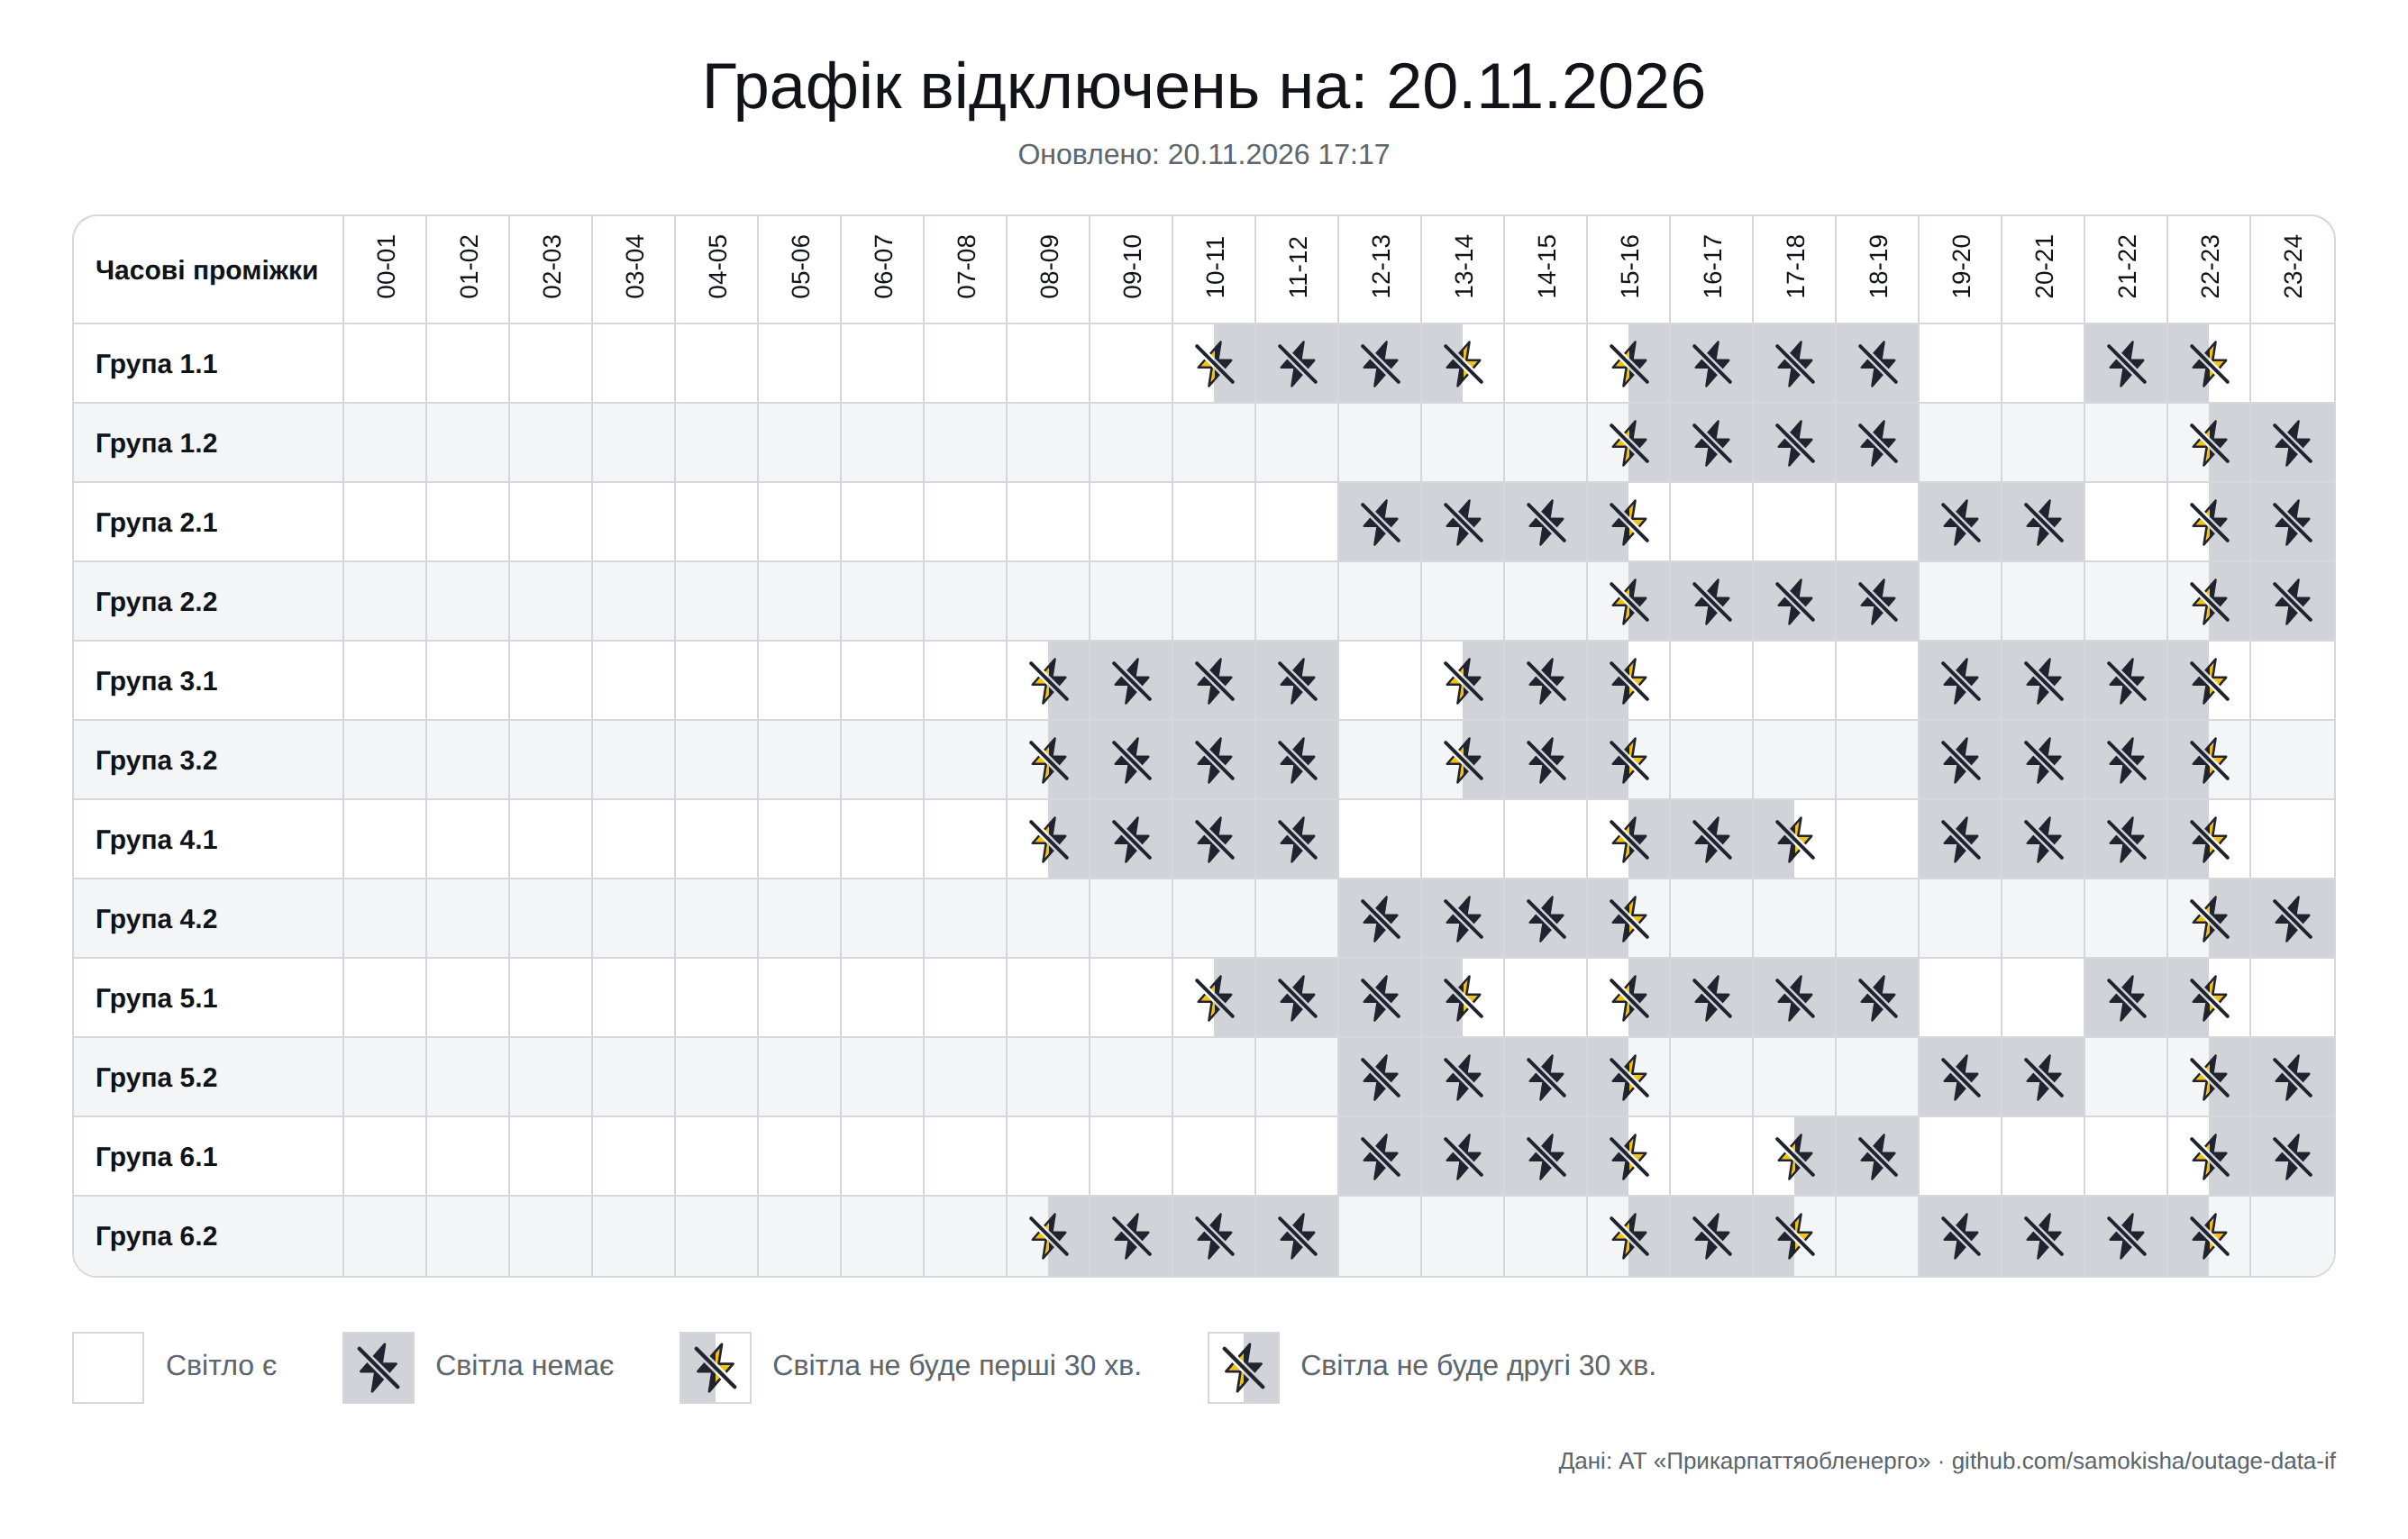 Графік відключень на: 20.11.2026
Оновлено: 20.11.2026 17:17
Часові проміжки 00-01 01-02 02-03 03-04 04-05 05-06 06-07 07-08 08-09 09-10 10-11 11-12 12-13 13-14 14-15 15-16 16-17 17-18 18-19 19-20 20-21 21-22 22-23 23-24
Група 1.1
Група 1.2
Група 2.1
Група 2.2
Група 3.1
Група 3.2
Група 4.1
Група 4.2
Група 5.1
Група 5.2
Група 6.1
Група 6.2
Світло є Світла немає Світла не буде перші 30 хв. Світла не буде другі 30 хв.
Дані: АТ «Прикарпаттяобленерго» · github.com/samokisha/outage-data-if